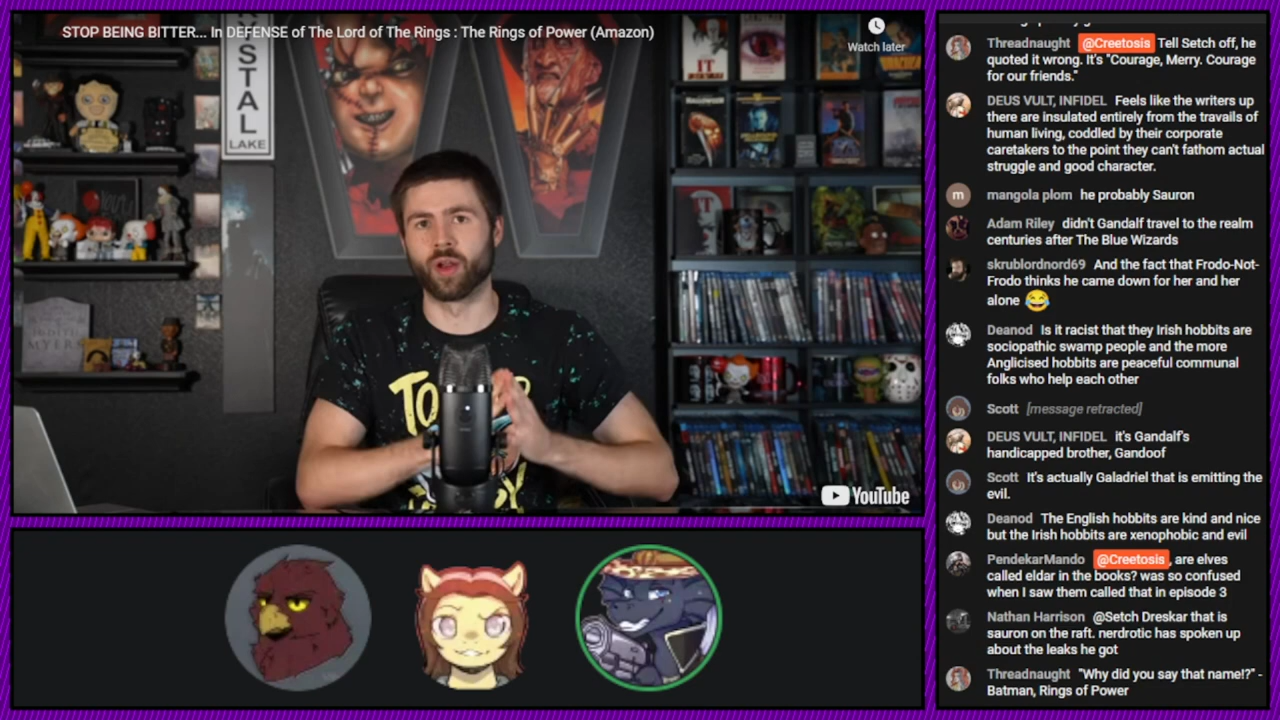 STOP BEING BITTER... In DEFENSE of The Lord of The Rings : The Rings of Power (Amazon)
Watch later
STAL
LAKE
IT
IT
TO
YouTube
Threadnaught @Creetosis Tell Setch off, he
quoted it wrong. It's "Courage, Merry. Courage
for our friends."
DEUS VULT, INFIDEL Feels like the writers up
there are insulated entirely from the travails of
human living, coddled by their corporate
caretakers to the point they can't fathom actual
struggle and good character.
m
mangola plom he probably Sauron
Adam Riley didn't Gandalf travel to the realm
centuries after The Blue Wizards
skrublordnord69 And the fact that Frodo-Not-
Frodo thinks he came down for her and her
alone 😂
Deanod Is it racist that they Irish hobbits are
sociopathic swamp people and the more
Anglicised hobbits are peaceful communal
folks who help each other
Scott [message retracted]
DEUS VULT, INFIDEL it's Gandalf's
handicapped brother, Gandoof
Scott It's actually Galadriel that is emitting the
evil.
Deanod The English hobbits are kind and nice
but the Irish hobbits are xenophobic and evil
PendekarMando @Creetosis, are elves
called eldar in the books? was so confused
when I saw them called that in episode 3
Nathan Harrison @Setch Dreskar that is
sauron on the raft. nerdrotic has spoken up
about the leaks he got
Threadnaught "Why did you say that name!?" -
Batman, Rings of Power